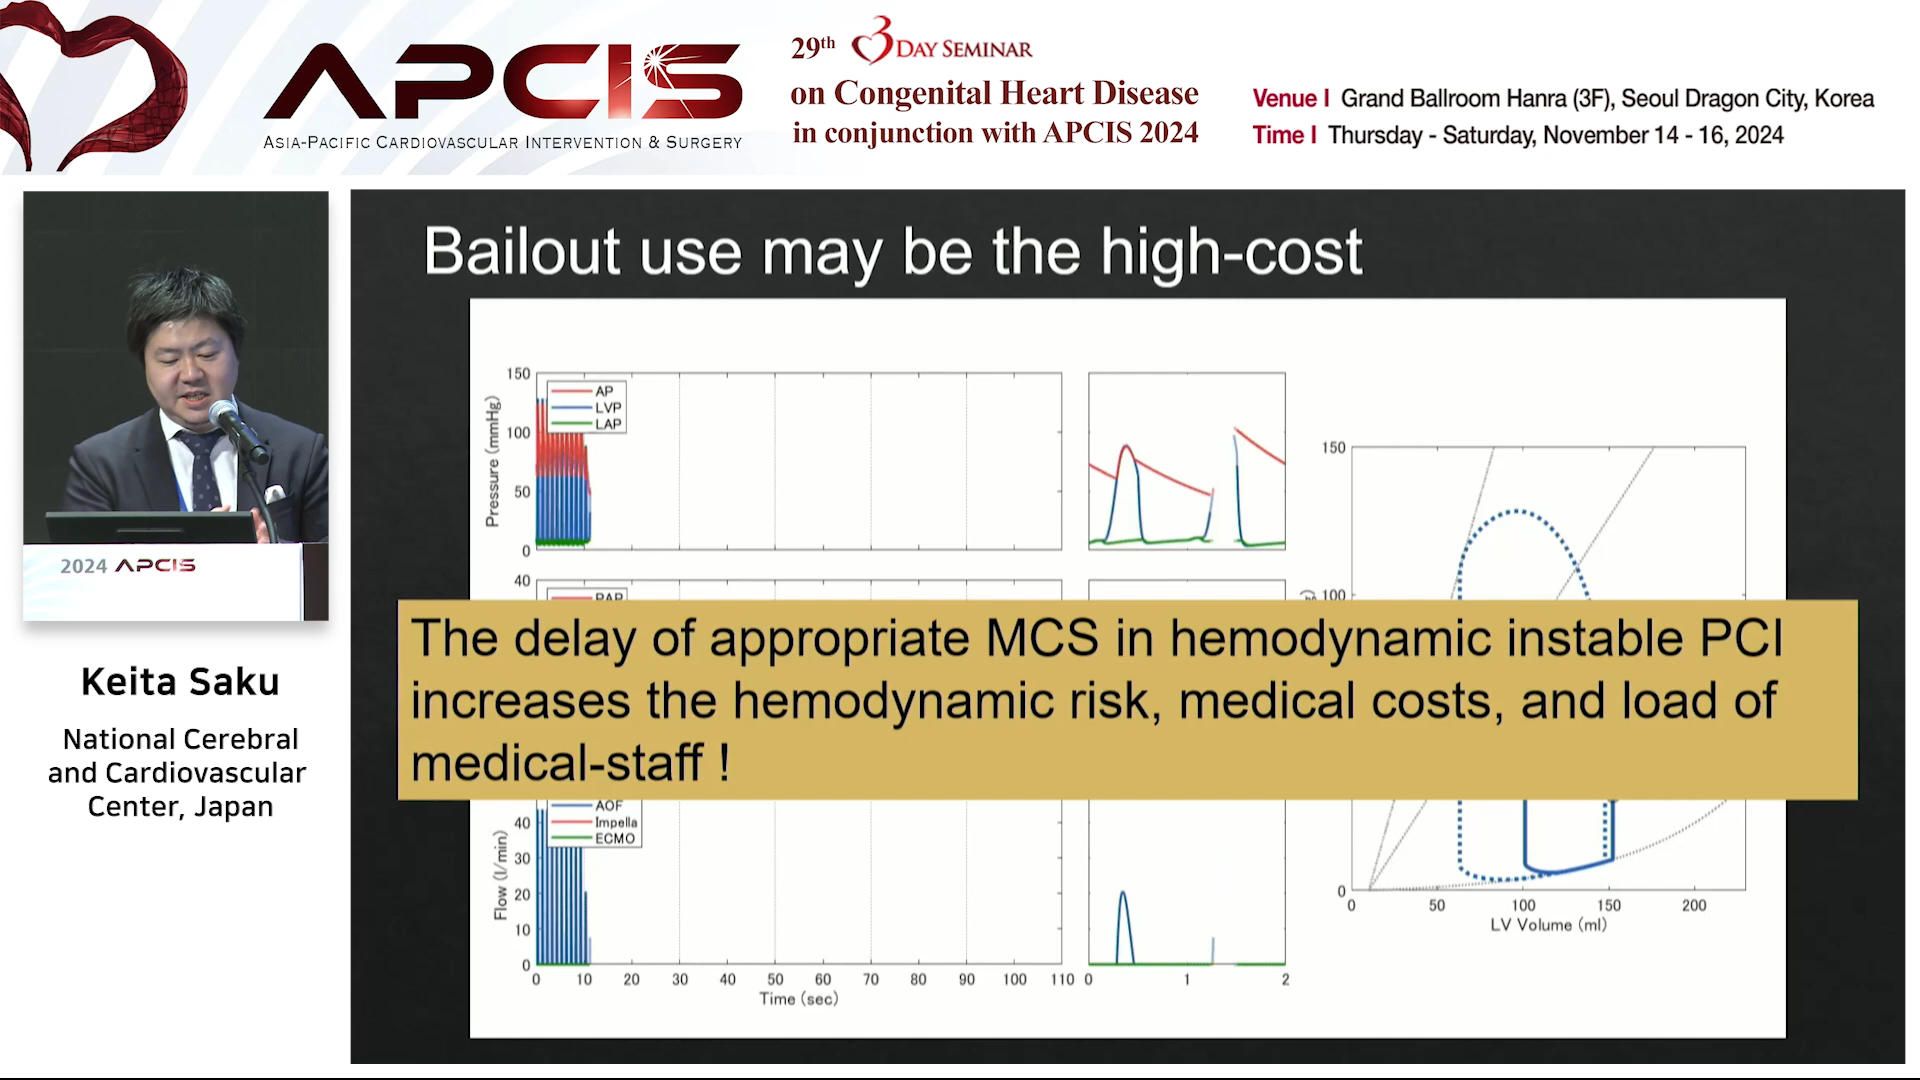 APCIS
ASIA-PACIFIC CARDIOVASCULAR INTERVENTION & SURGERY
29th 3 DAY SEMINAR
on Congenital Heart Disease
in conjunction with APCIS 2024
Venue I Grand Ballroom Hanra (3F), Seoul Dragon City, Korea
Time I Thursday - Saturday, November 14 - 16, 2024
2024 APCIS
Keita Saku
National Cerebral
and Cardiovascular
Center, Japan
Bailout use may be the high-cost
150
100
50
0
Pressure (mmHg)
AP
LVP
LAP
40
PAP
The delay of appropriate MCS in hemodynamic instable PCI
increases the hemodynamic risk, medical costs, and load of
medical-staff !
AOF
Impella
ECMO
40
30
20
10
0
Flow (l/min)
0 10 20 30 40 50 60 70 80 90 100 110
Time (sec)
0 1 2
150
100
0
0 50 100 150 200
LV Volume (ml)